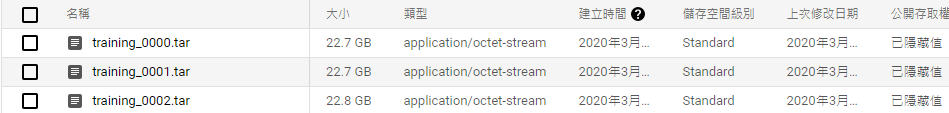 名稱 大小 類型 建立時間 ? 儲存空間級別 上次修改日期 公開存取權
training_0000.tar 22.7 GB application/octet-stream 2020年3月... Standard 2020年3月... 已隱藏值
training_0001.tar 22.7 GB application/octet-stream 2020年3月... Standard 2020年3月... 已隱藏值
training_0002.tar 22.8 GB application/octet-stream 2020年3月... Standard 2020年3月... 已隱藏值